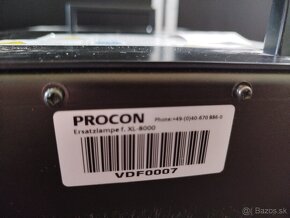 PROCON Phone:+49-(0)40-670 886-0
Ersatzlampe f. XL-8000
VDF0007
Bazos.sk